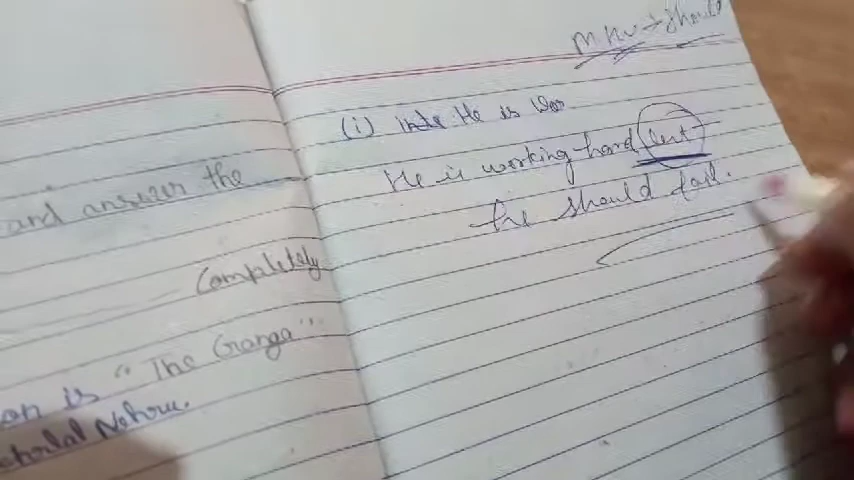 and answer the
Completely
on is "The Ganga"
Nehru.
M.HV → Should
(i) He is
He is working hard lest
he should fail.